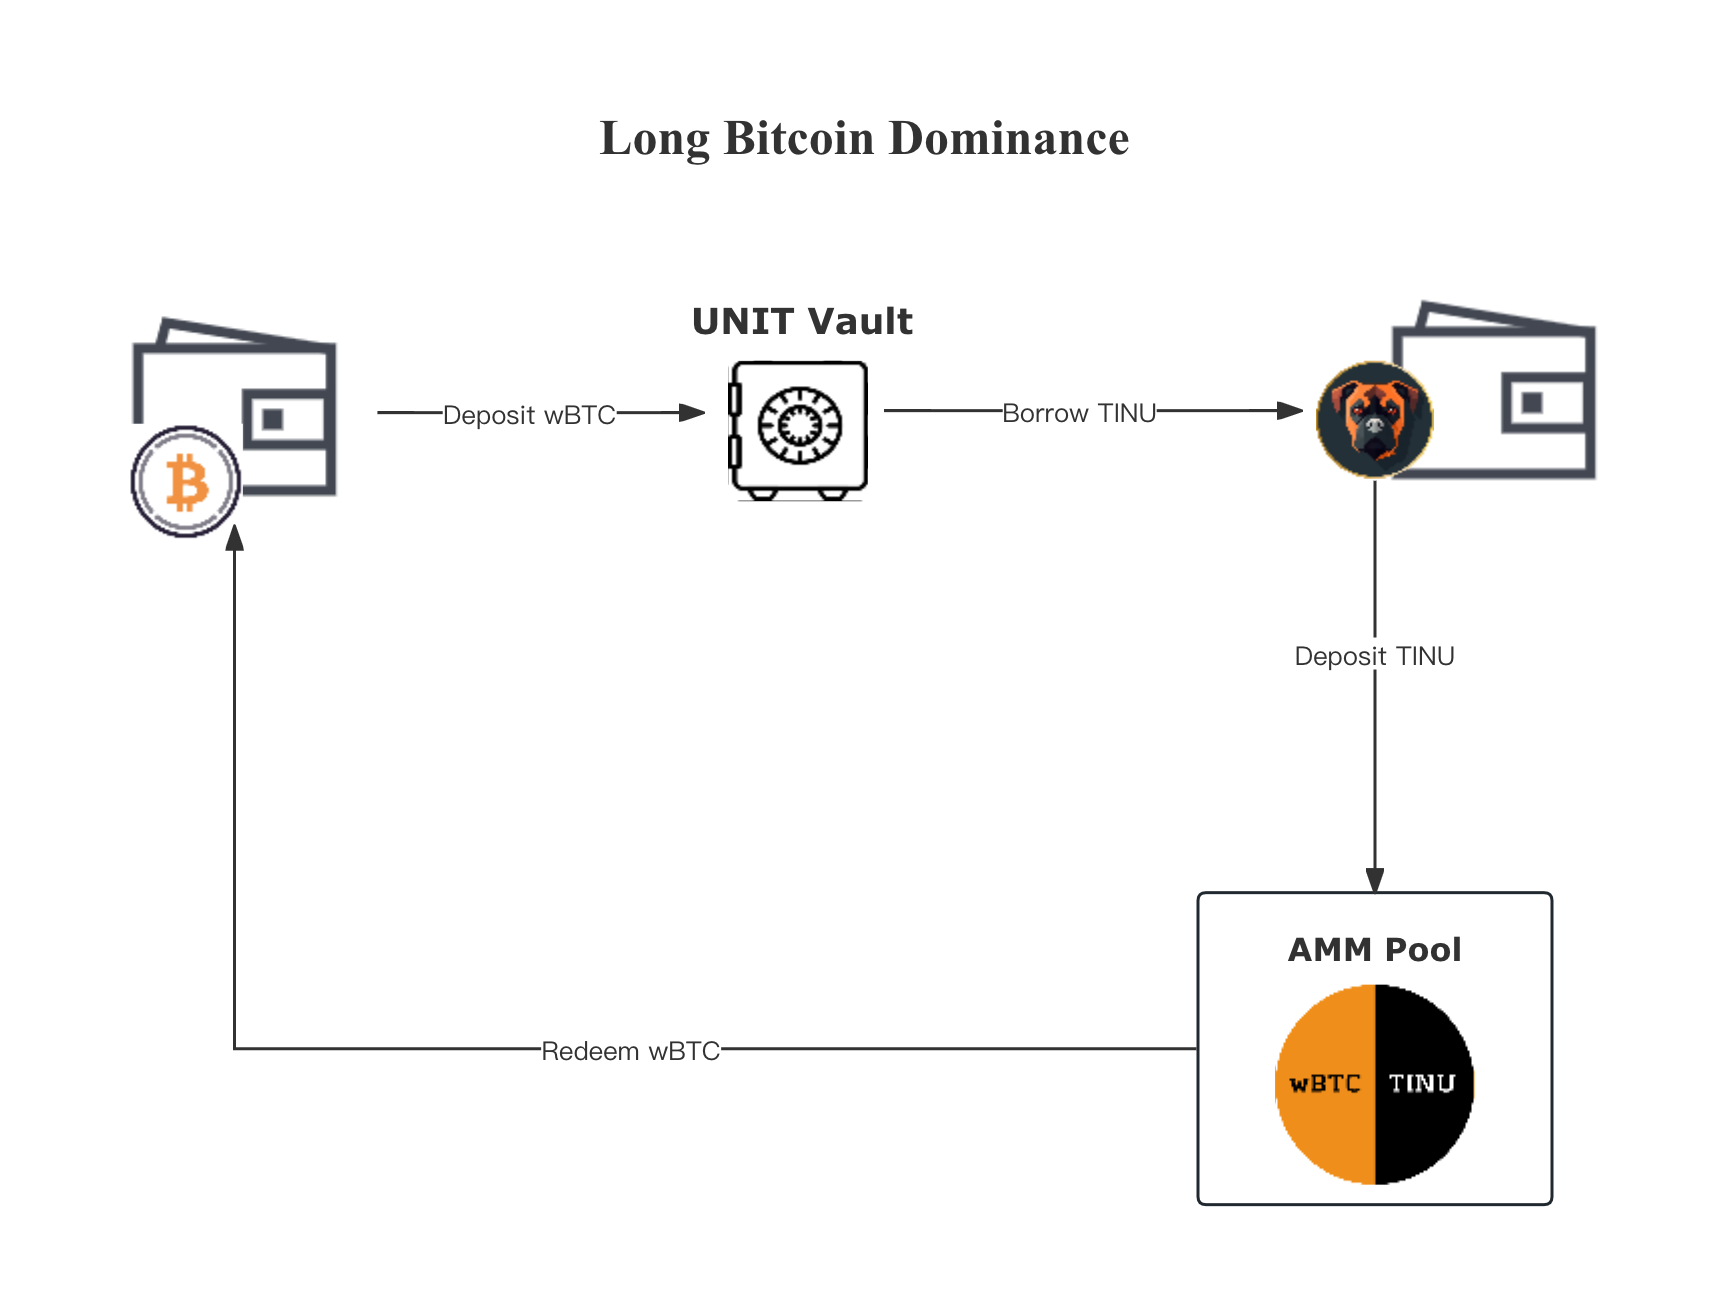 Long Bitcoin Dominance
UNIT Vault
Deposit wBTC
Borrow TINU
Deposit TINU
AMM Pool
Redeem wBTC
wBTC
TINU